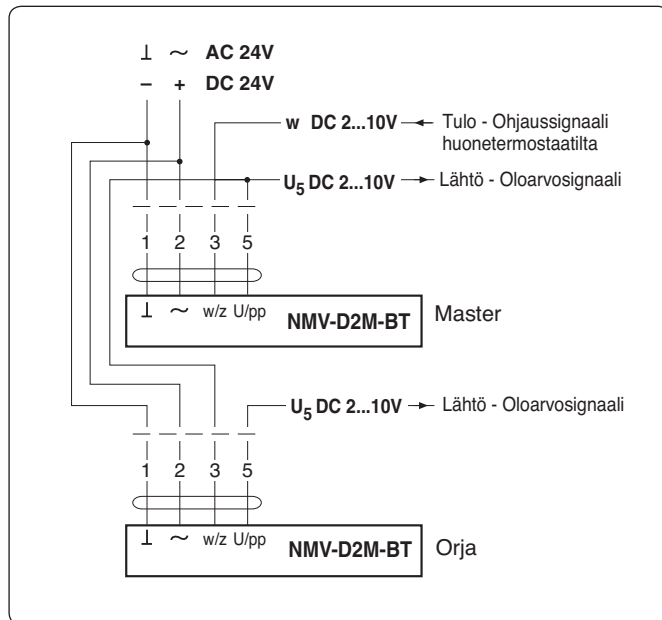 ⊥ ~ AC 24V
– + DC 24V
w DC 2...10V
Tulo - Ohjaussignaali
huonetermostaatilta
U5 DC 2...10V
Lähtö - Oloarvosignaali
1 2 3 5
⊥ ~ w/z U/pp
NMV-D2M-BT
Master
U5 DC 2...10V
Lähtö - Oloarvosignaali
1 2 3 5
⊥ ~ w/z U/pp
NMV-D2M-BT
Orja